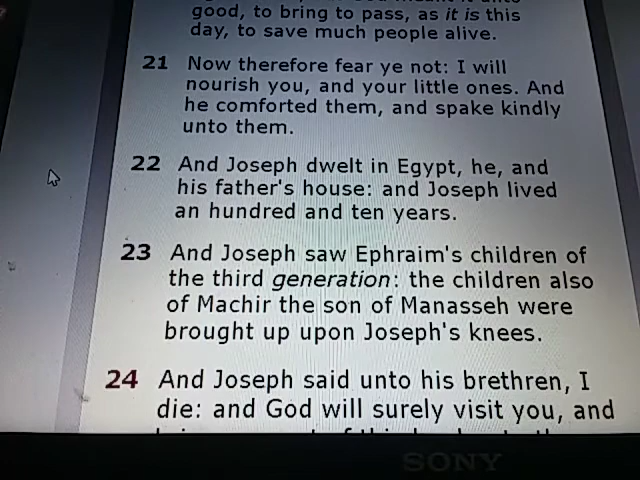 good, to bring to pass, as it is this
day, to save much people alive.
21 Now therefore fear ye not: I will
nourish you, and your little ones. And
he comforted them, and spake kindly
unto them.
22 And Joseph dwelt in Egypt, he, and
his father's house: and Joseph lived
an hundred and ten years.
23 And Joseph saw Ephraim's children of
the third generation: the children also
of Machir the son of Manasseh were
brought up upon Joseph's knees.
24 And Joseph said unto his brethren, I
die: and God will surely visit you, and
SONY